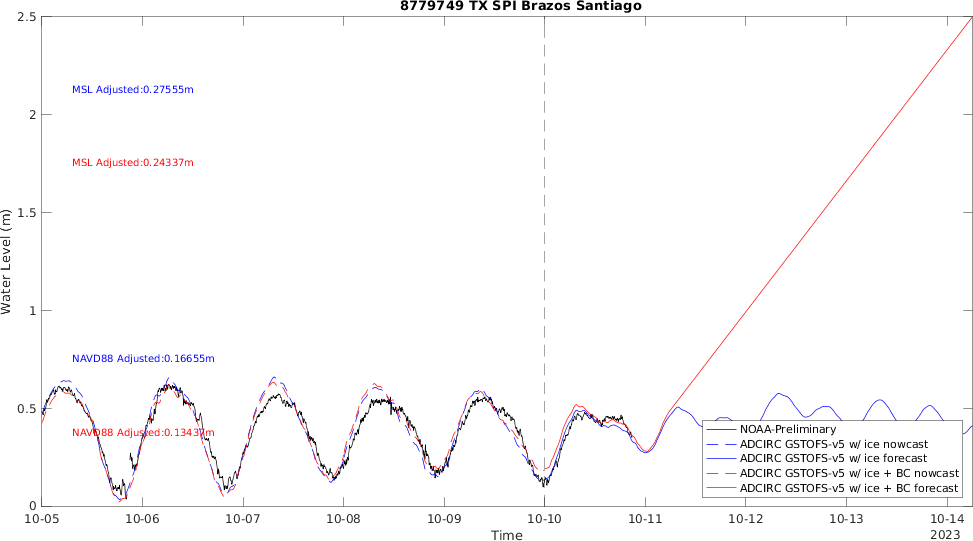 8779749 TX SPI Brazos Santiago
2.5
2
1.5
1
0.5
0
Water Level (m)
MSL Adjusted:0.27555m
MSL Adjusted:0.24337m
NAVD88 Adjusted:0.16655m
NAVD88 Adjusted:0.13437m
NOAA-Preliminary
ADCIRC GSTOFS-v5 w/ ice nowcast
ADCIRC GSTOFS-v5 w/ ice forecast
ADCIRC GSTOFS-v5 w/ ice + BC nowcast
ADCIRC GSTOFS-v5 w/ ice + BC forecast
10-05 10-06 10-07 10-08 10-09 10-10 10-11 10-12 10-13 10-14
Time
2023